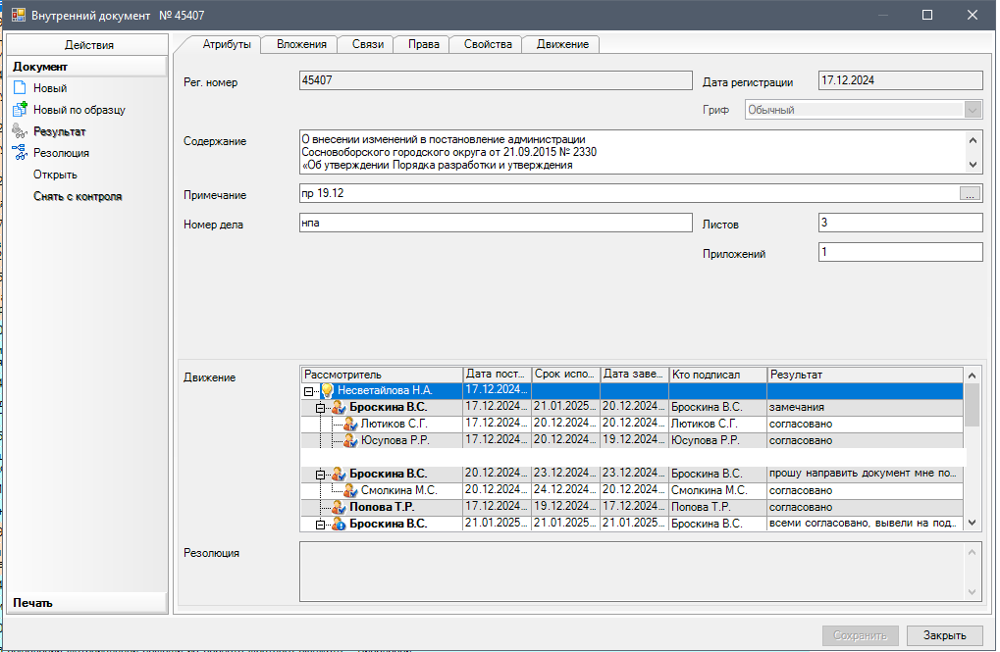 Внутренний документ № 45407
Действия
Документ
Новый
Новый по образцу
Результат
Резолюция
Открыть
Снять с контроля
Печать
Атрибуты Вложения Связи Права Свойства Движение
Рег. номер 45407 Дата регистрации 17.12.2024
Гриф Обычный
Содержание О внесении изменений в постановление администрации
Сосновоборского городского округа от 21.09.2015 № 2330
«Об утверждении Порядка разработки и утверждения
Примечание пр 19.12 ...
Номер дела нпа Листов 3
Приложений 1
Движение
Рассмотритель Дата пост... Срок испо... Дата заве... Кто подписал Результат
Несветайлова Н.А. 17.12.2024...
Броскина В.С. 17.12.2024... 21.01.2025... 20.12.2024... Броскина В.С. замечания
Лютиков С.Г. 17.12.2024... 20.12.2024... 20.12.2024... Лютиков С.Г. согласовано
Юсупова Р.Р. 17.12.2024... 20.12.2024... 19.12.2024... Юсупова Р.Р. согласовано
Броскина В.С. 20.12.2024... 23.12.2024... 23.12.2024... Броскина В.С. прошу направить документ мне по...
Смолкина М.С. 20.12.2024... 24.12.2024... 20.12.2024... Смолкина М.С. согласовано
Попова Т.Р. 17.12.2024... 19.12.2024... 17.12.2024... Попова Т.Р. согласовано
Броскина В.С. 21.01.2025... 21.01.2025... 21.01.2025... Броскина В.С. всеми согласовано, вывели на под...
Резолюция
Сохранить Закрыть